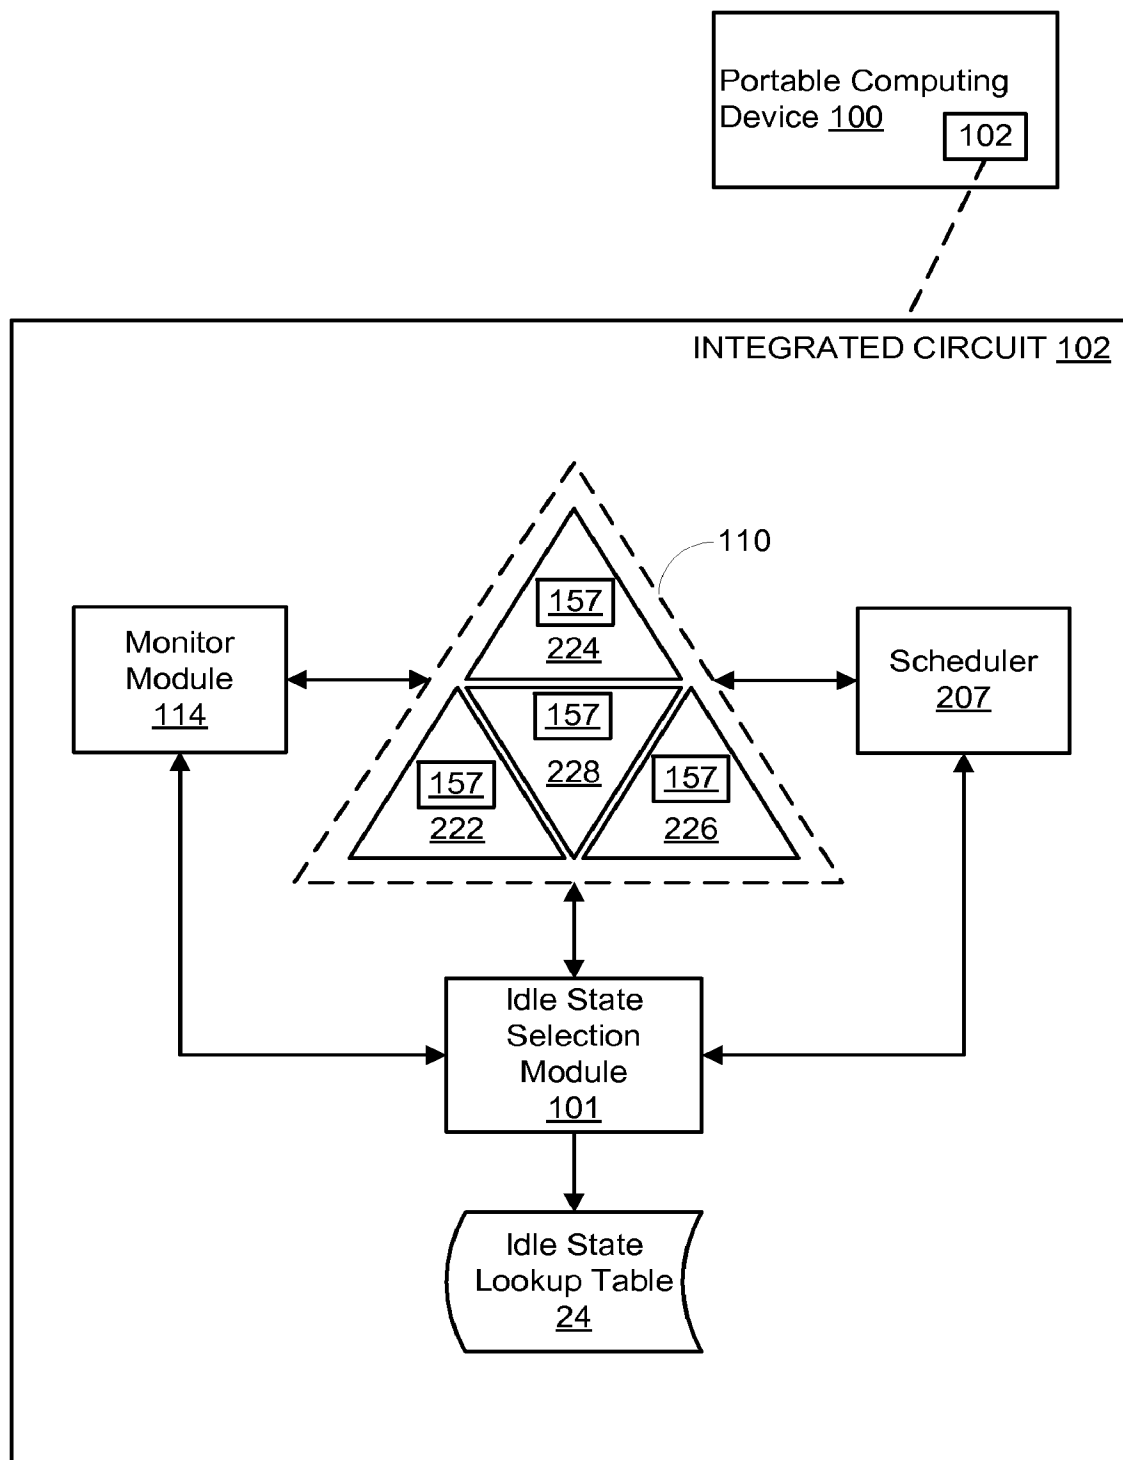 Portable Computing
Device 100
102
INTEGRATED CIRCUIT 102
110
157
224
Monitor
Module
114
Scheduler
207
157
228
157
222
157
226
Idle State
Selection
Module
101
Idle State
Lookup Table
24